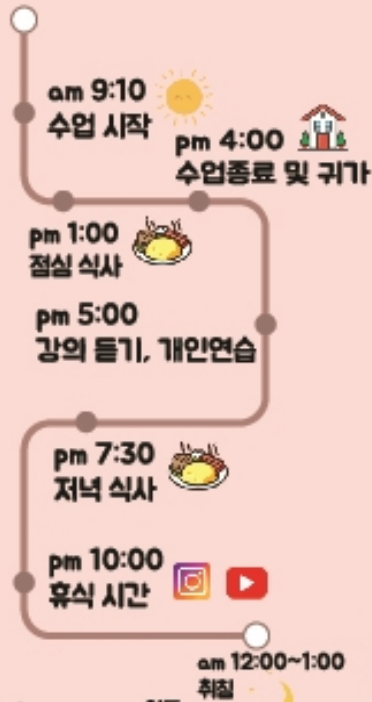 am 9:10
수업 시작
pm 4:00
수업종료 및 귀가
pm 1:00
점심 식사
pm 5:00
강의 듣기, 개인연습
pm 7:30
저녁 식사
pm 10:00
휴식 시간
am 12:00~1:00
취침